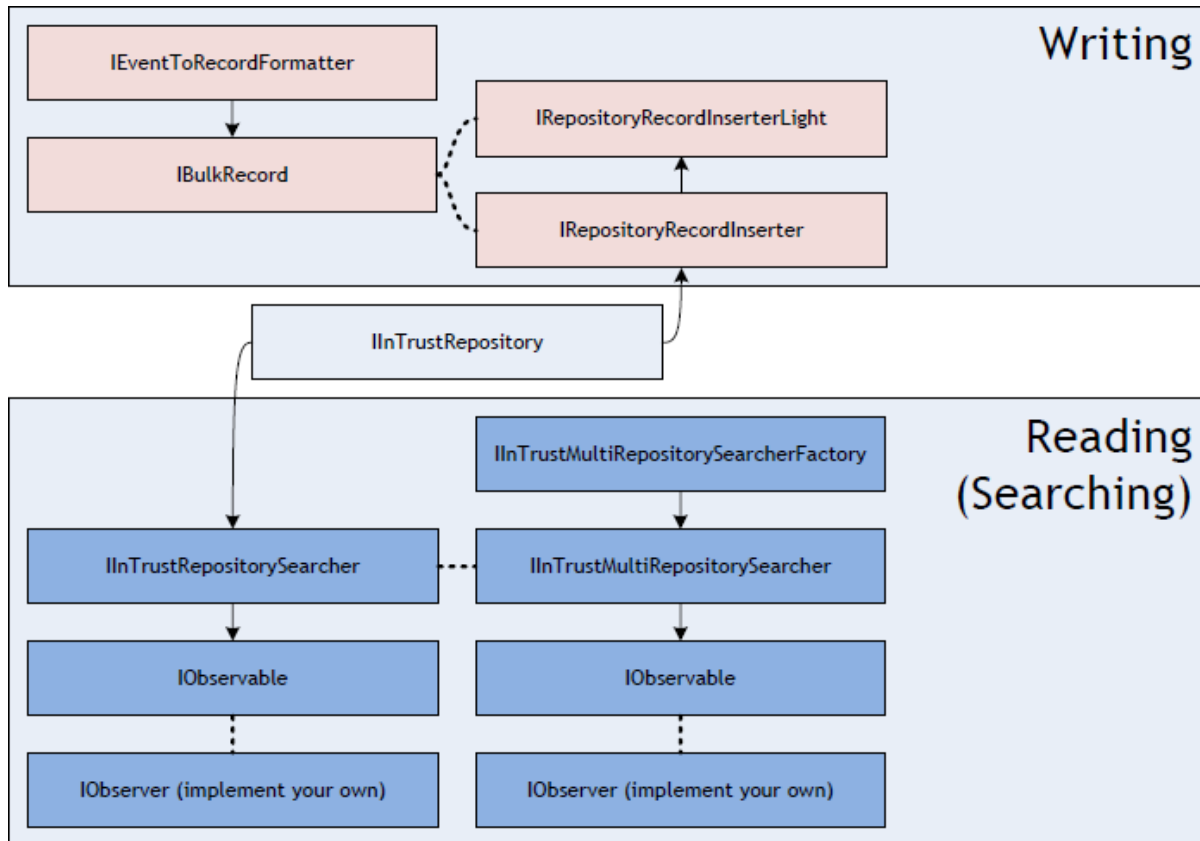 Writing
IEventToRecordFormatter
IRepositoryRecordInserterLight
IBulkRecord
IRepositoryRecordInserter
IInTrustRepository
Reading
(Searching)
IInTrustMultiRepositorySearcherFactory
IInTrustRepositorySearcher
IInTrustMultiRepositorySearcher
IObservable
IObservable
IObserver (implement your own)
IObserver (implement your own)